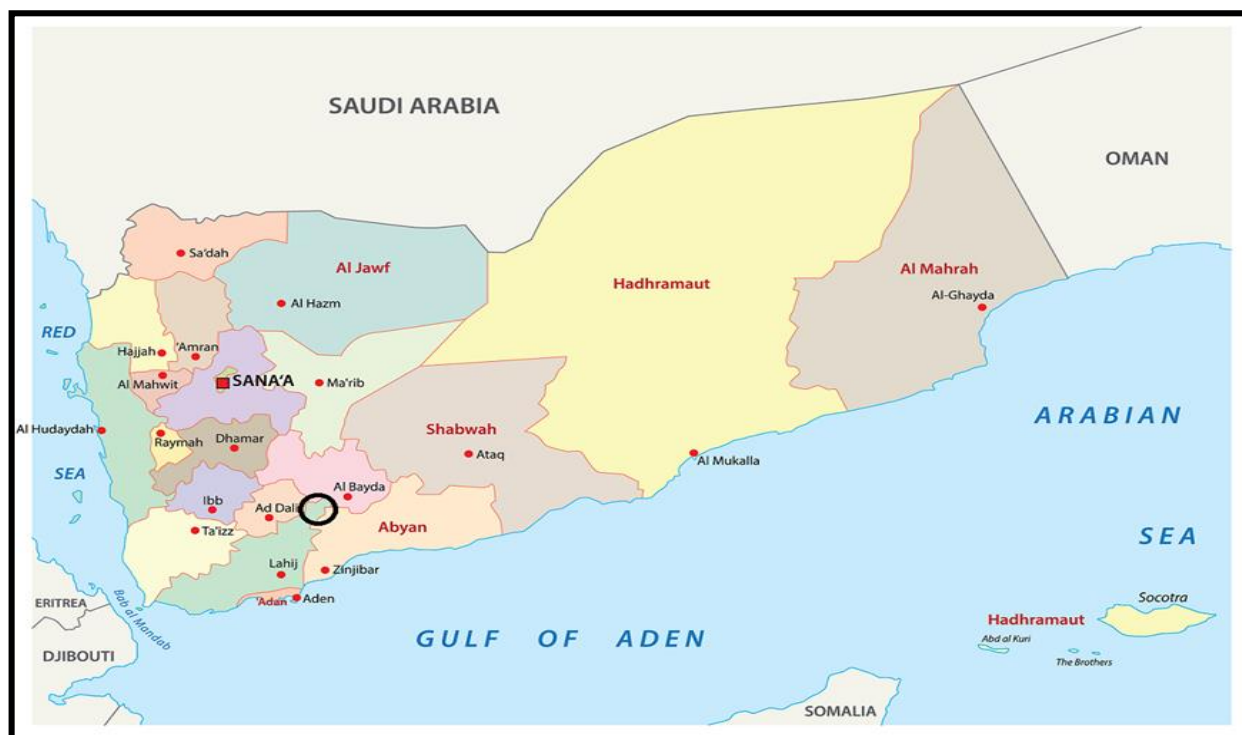 SAUDI ARABIA
OMAN
Sa'dah
Al Jawf
Hadhramaut
Al Mahrah
Al-Ghayda
Al Hazm
RED
'Amran
Hajjah
Al Mahwit
SANA'A
Ma'rib
ARABIAN
Al Hudaydah
Shabwah
Raymah
Dhamar
Ataq
Al Mukalla
SEA
Al Bayda
Ibb
Ad Dali
Abyan
Ta'izz
SEA
Lahij
Zinjibar
'Adan
Aden
ERITREA
Bab al Mandab
Socotra
Hadhramaut
GULF OF ADEN
Abd al Kuri
DJIBOUTI
The Brothers
SOMALIA